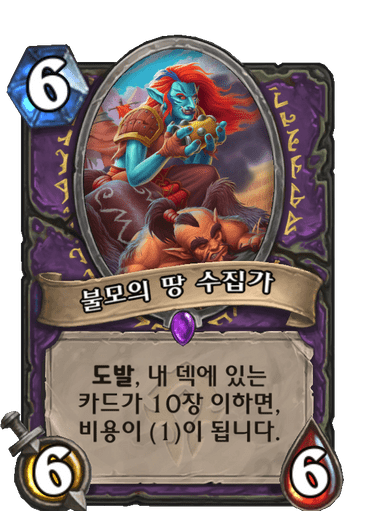 6
불모의 땅 수집가
도발, 내 덱에 있는
카드가 10장 이하면,
비용이 (1)이 됩니다.
6
6